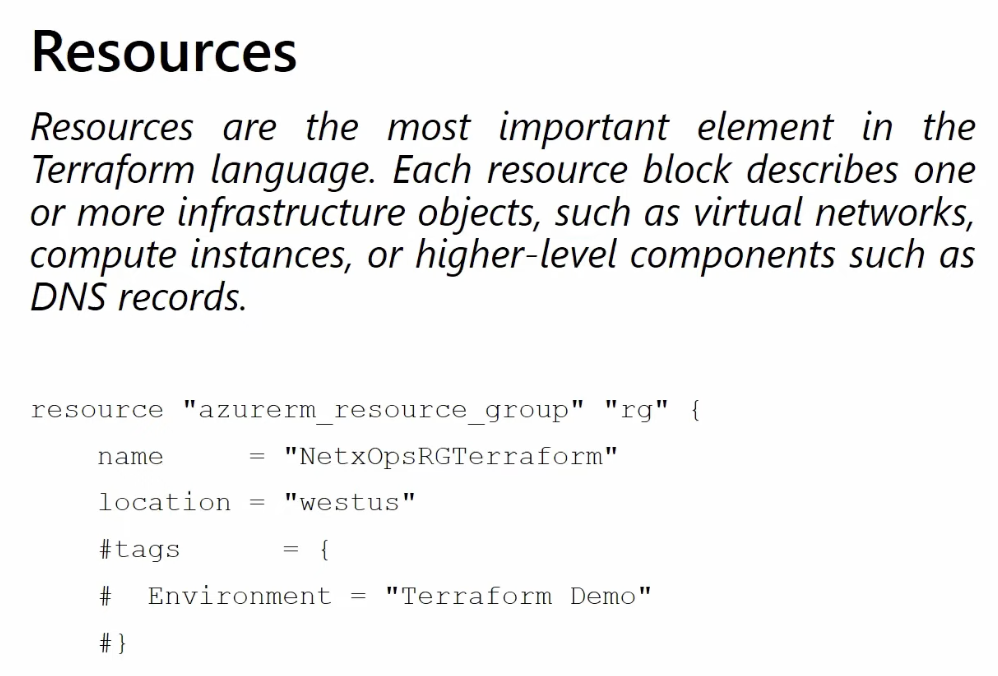 Resources
Resources are the most important element in the
Terraform language. Each resource block describes one
or more infrastructure objects, such as virtual networks,
compute instances, or higher-level components such as
DNS records.
resource "azurerm_resource_group" "rg" {
    name     = "NetxOpsRGTerraform"
    location = "westus"
    #tags      = {
    #  Environment = "Terraform Demo"
    #}